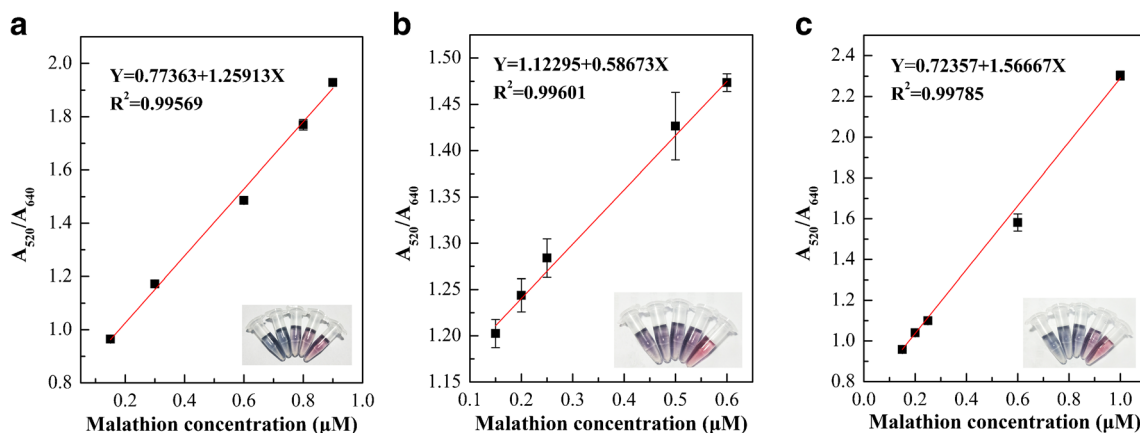 a
Y=0.77363+1.25913X
R²=0.99569
A₅₂₀/A₆₄₀
2.0
1.8
1.6
1.4
1.2
1.0
0.8
0.2 0.4 0.6 0.8 1.0
Malathion concentration (μM)
b
Y=1.12295+0.58673X
R²=0.99601
A₅₂₀/A₆₄₀
1.50
1.45
1.40
1.35
1.30
1.25
1.20
1.15
0.1 0.2 0.3 0.4 0.5 0.6
Malathion concentration (μM)
c
Y=0.72357+1.56667X
R²=0.99785
A₅₂₀/A₆₄₀
2.4
2.2
2.0
1.8
1.6
1.4
1.2
1.0
0.8
0.2 0.4 0.6 0.8 1.0
Malathion concentration (μM)